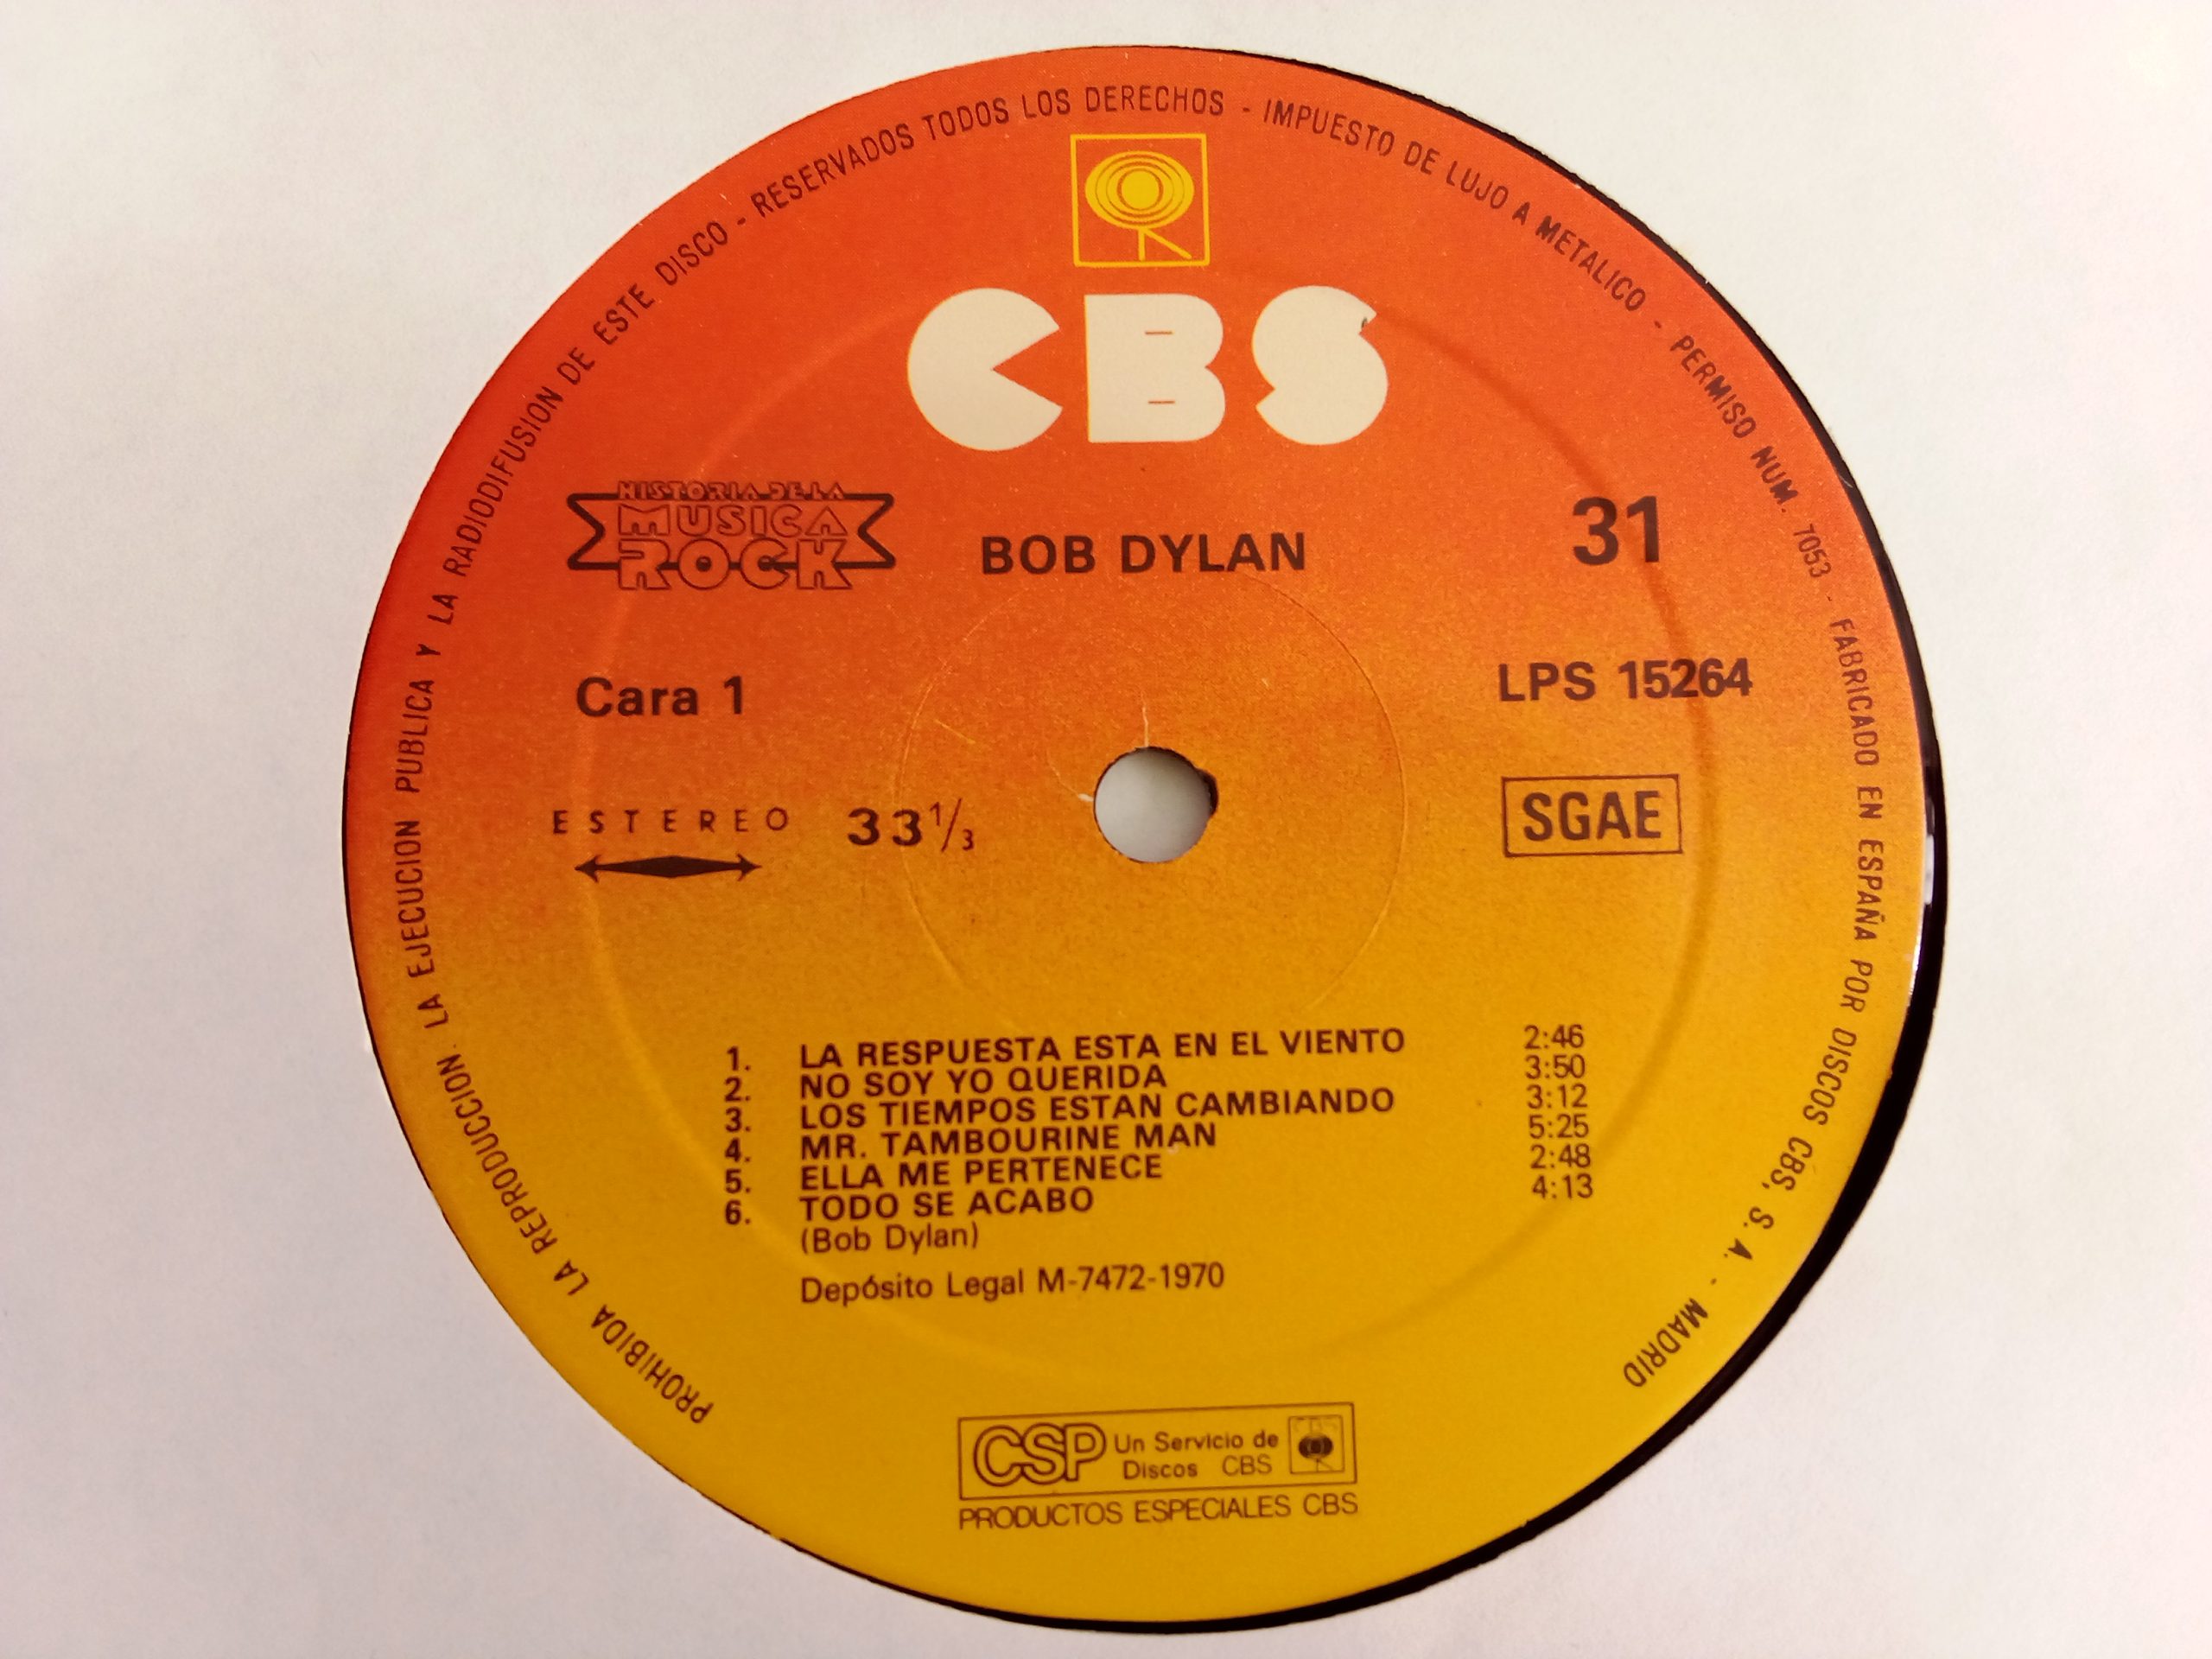 PROHIBIDA LA REPRODUCCION. LA EJECUCION PUBLICA Y LA RADIODIFUSION DE ESTE DISCO - RESERVADOS TODOS LOS DERECHOS - IMPUESTO DE LUJO A METALICO - PERMISO NUM. 7053 - FABRICADO EN ESPAÑA POR DISCOS CBS, S. A. - MADRID
CBS
HISTORIA DE LA
MUSICA
ROCK
BOB DYLAN
31
Cara 1
LPS 15264
ESTEREO
33 1/3
SGAE
1. LA RESPUESTA ESTA EN EL VIENTO 2:46
2. NO SOY YO QUERIDA 3:50
3. LOS TIEMPOS ESTAN CAMBIANDO 3:12
4. MR. TAMBOURINE MAN 5:25
5. ELLA ME PERTENECE 2:48
6. TODO SE ACABO 4:13
(Bob Dylan)
Depósito Legal M-7472-1970
CSP Un Servicio de
Discos CBS
PRODUCTOS ESPECIALES CBS